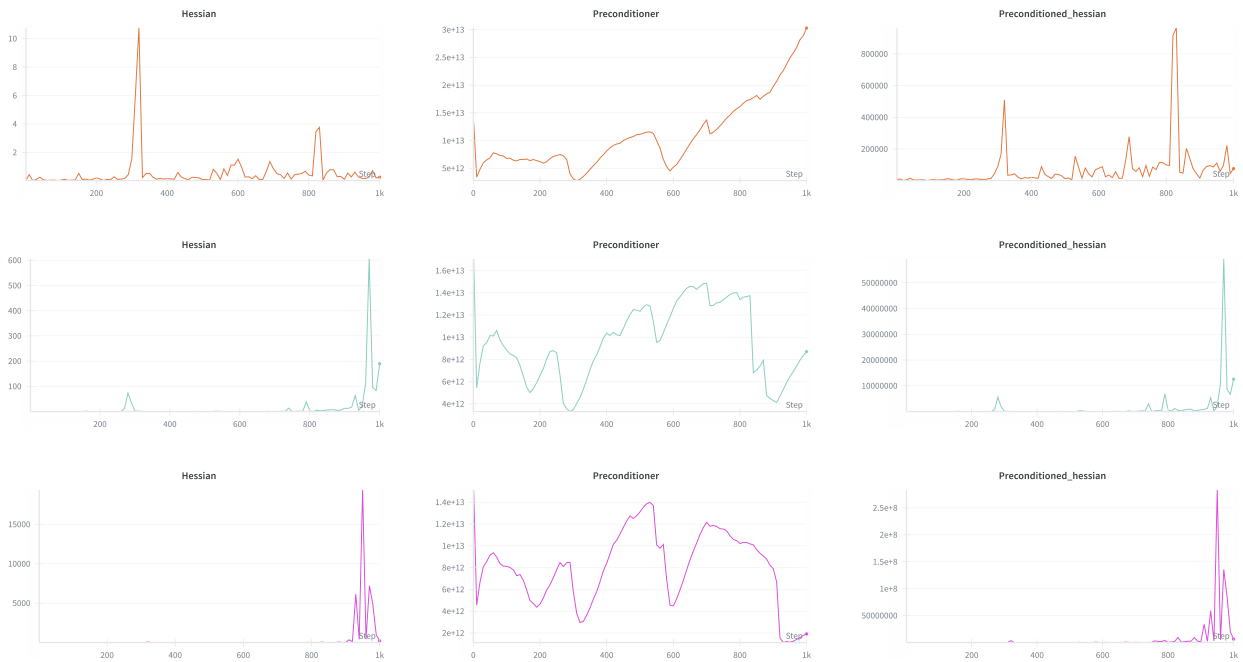 Hessian
10
8
6
4
2
200
400
600
800
1k
Step
Preconditioner
3e+13
2.5e+13
2e+13
1.5e+13
1e+13
5e+12
0
200
400
600
800
1k
Step
Preconditioned_hessian
800000
600000
400000
200000
200
400
600
800
1k
Step
Hessian
600
500
400
300
200
100
200
400
600
800
1k
Step
Preconditioner
1.6e+13
1.4e+13
1.2e+13
1e+13
8e+12
6e+12
4e+12
0
200
400
600
800
1k
Step
Preconditioned_hessian
50000000
40000000
30000000
20000000
10000000
200
400
600
800
1k
Step
Hessian
15000
10000
5000
200
400
600
800
1k
Step
Preconditioner
1.4e+13
1.2e+13
1e+13
8e+12
6e+12
4e+12
2e+12
0
200
400
600
800
1k
Step
Preconditioned_hessian
2.5e+8
2e+8
1.5e+8
1e+8
50000000
200
400
600
800
1k
Step